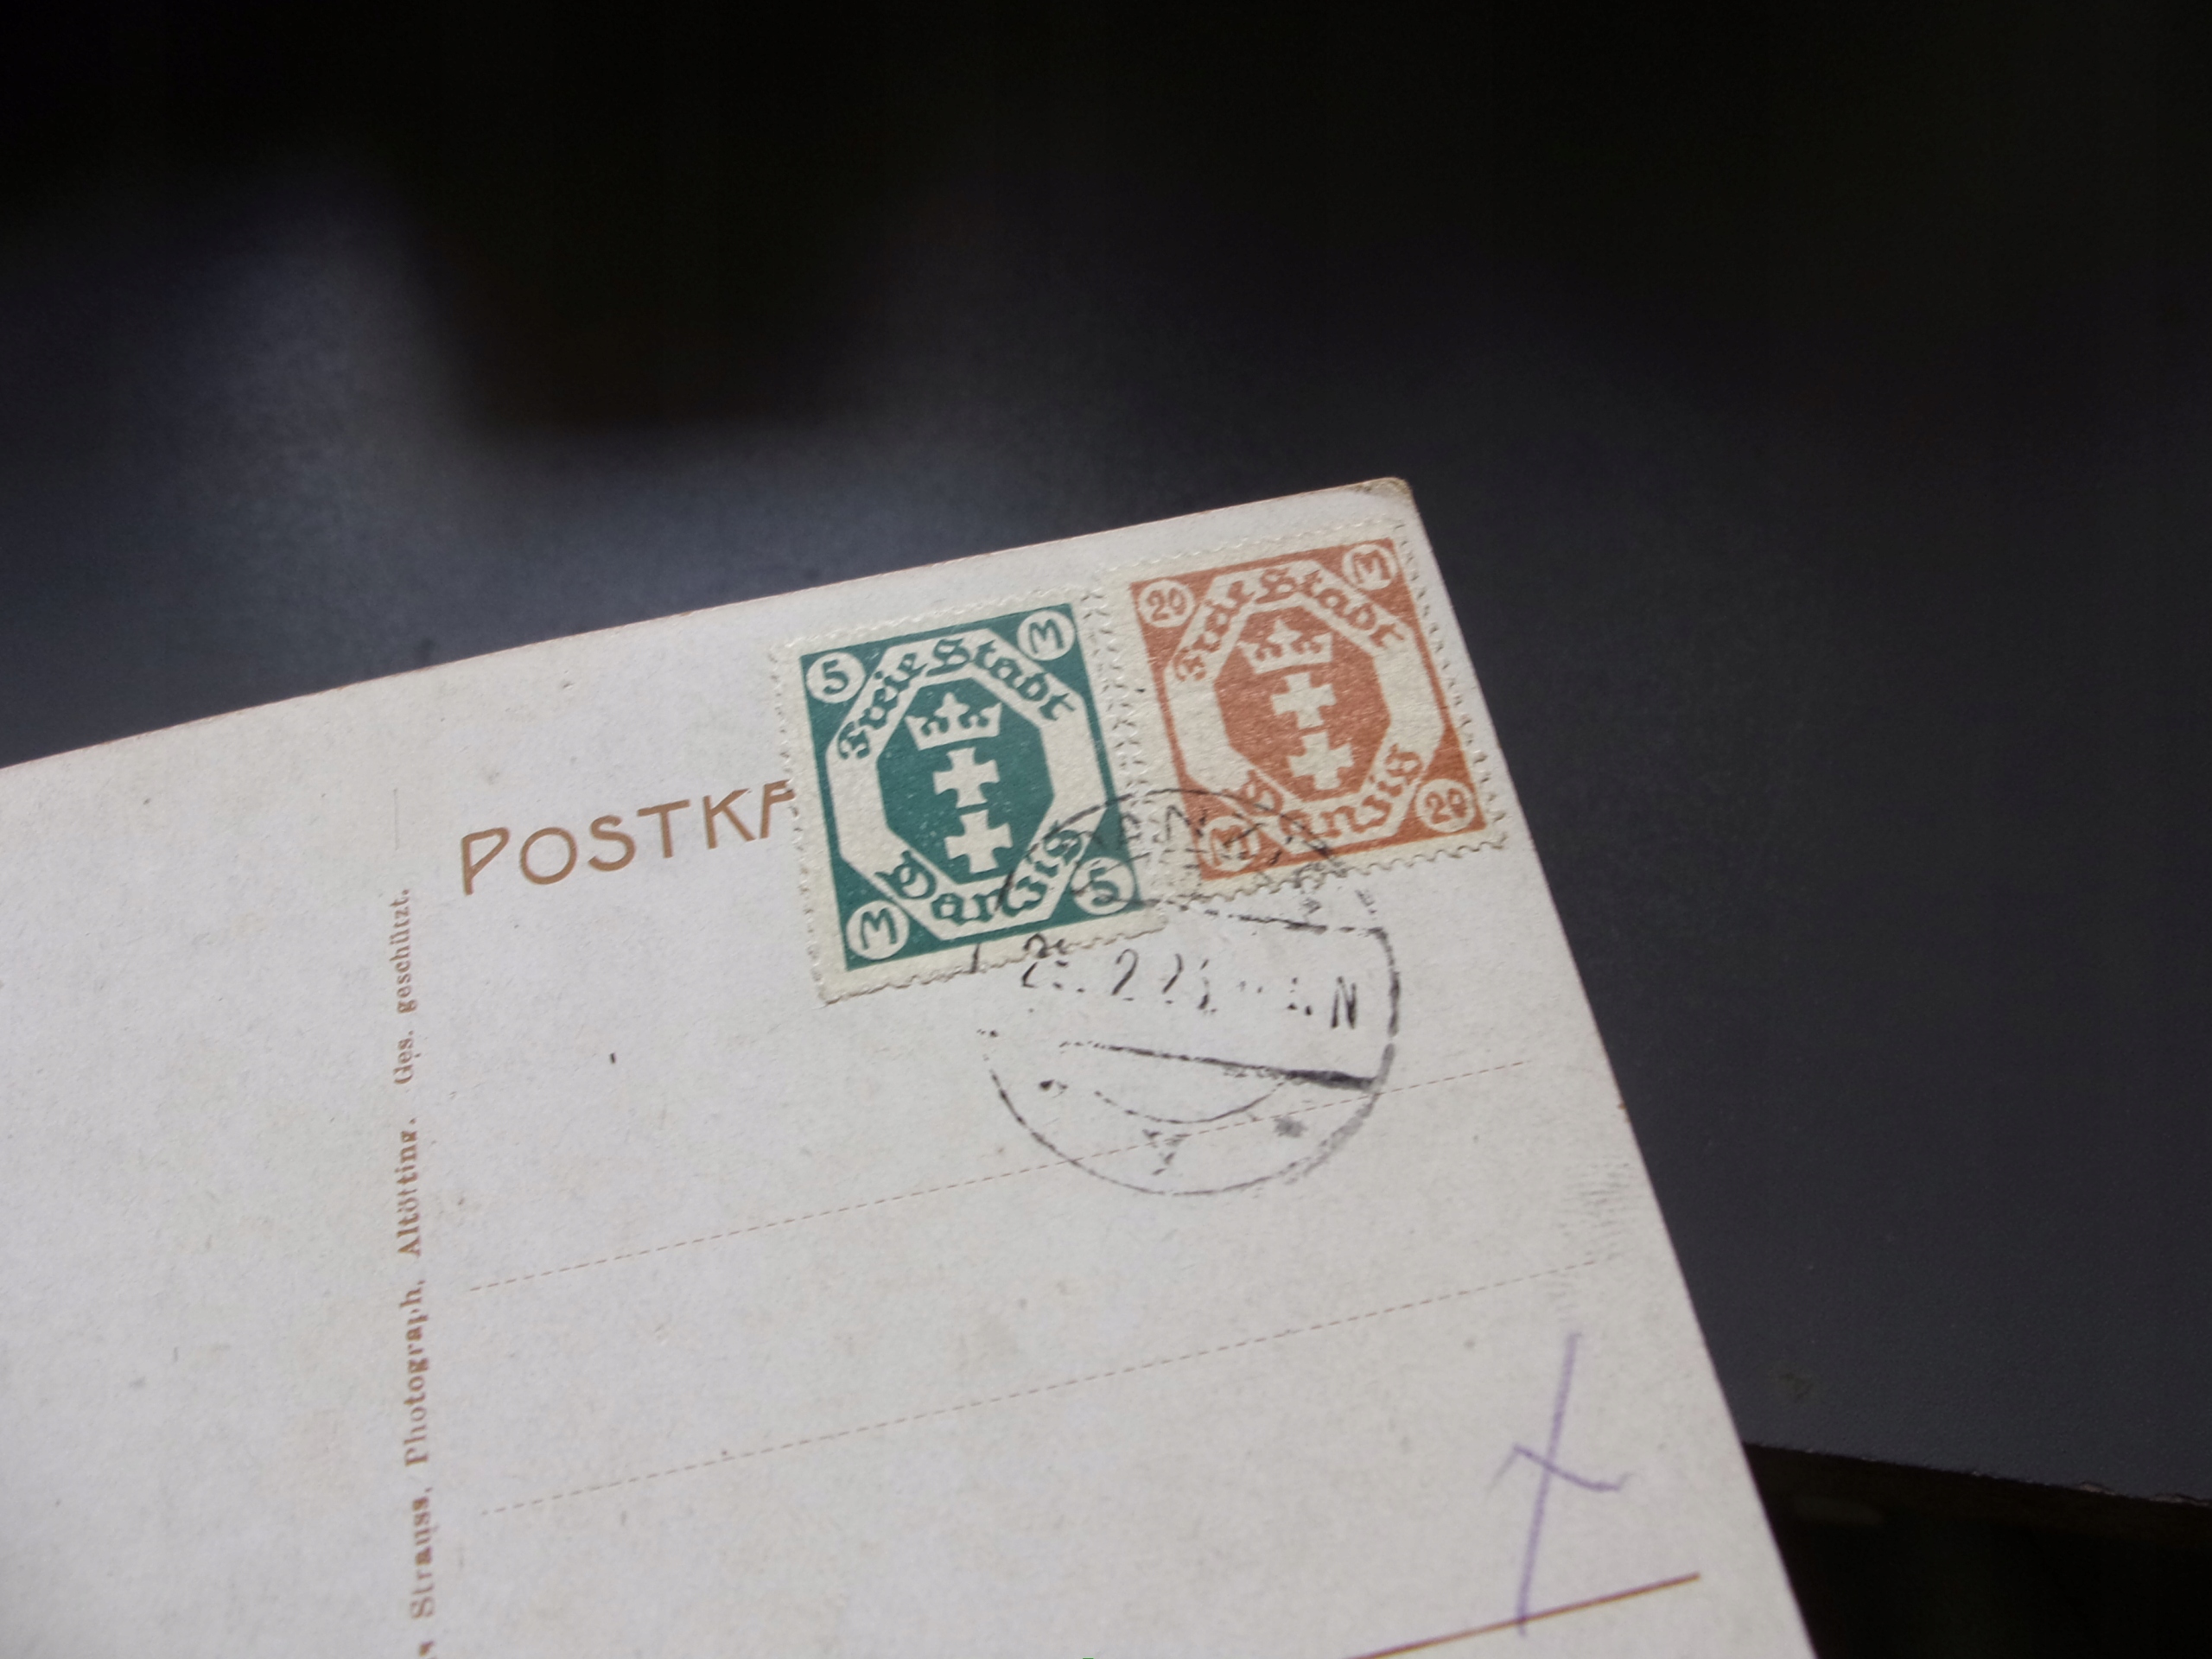 POSTKA
5 M
Freie Stadt
Danzig
M 5
20 M
Freie Stadt
Danzig
M 20
Strauss, Photograph, Altötting. Ges. geschützt.